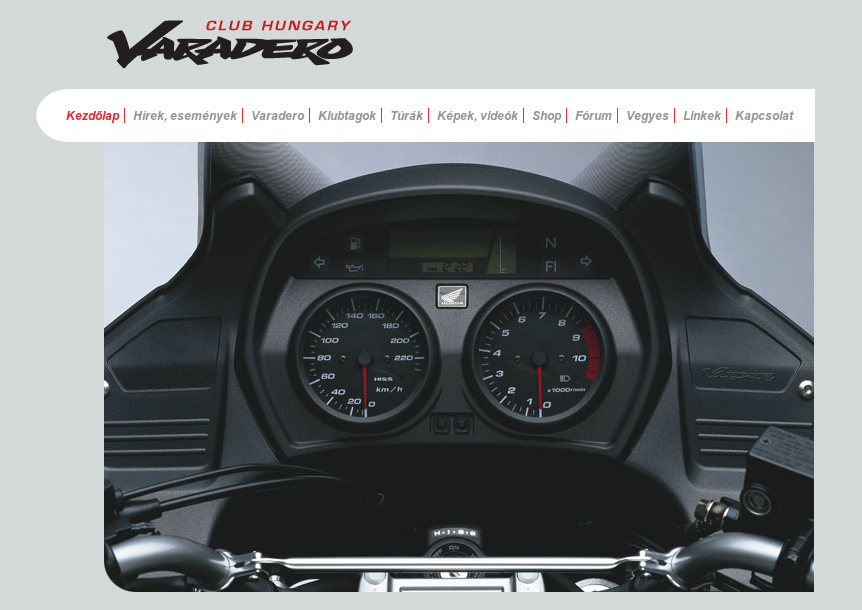 CLUB HUNGARY
VARADERO
Kezdőlap
Hírek, események
Varadero
Klubtagok
Túrák
Képek, videók
Shop
Fórum
Vegyes
Linkek
Kapcsolat
N
FI
HONDA
0
20
40
60
80
100
120
140
160
180
200
220
HISS
km/h
0
1
2
3
4
5
6
7
8
9
10
x1000r/min
Varadero
H·I·S·S
OFF
ON